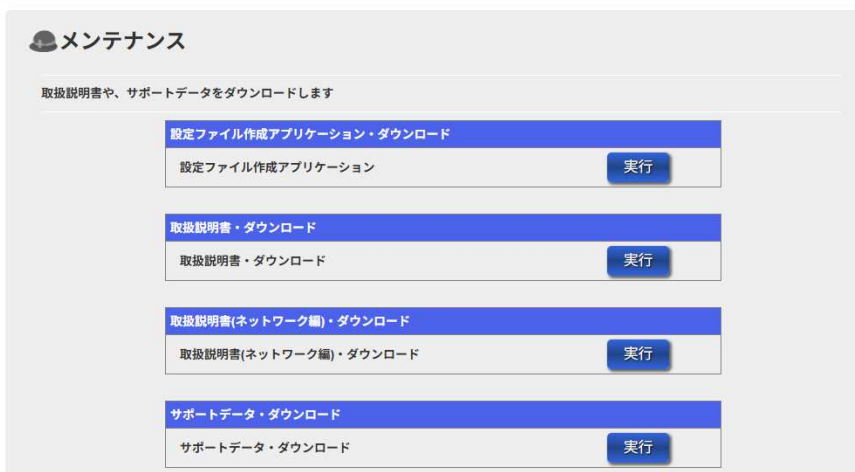 メンテナンス
取扱説明書や、サポートデータをダウンロードします
設定ファイル作成アプリケーション・ダウンロード
設定ファイル作成アプリケーション 実行
取扱説明書・ダウンロード
取扱説明書・ダウンロード 実行
取扱説明書(ネットワーク編)・ダウンロード
取扱説明書(ネットワーク編)・ダウンロード 実行
サポートデータ・ダウンロード
サポートデータ・ダウンロード 実行